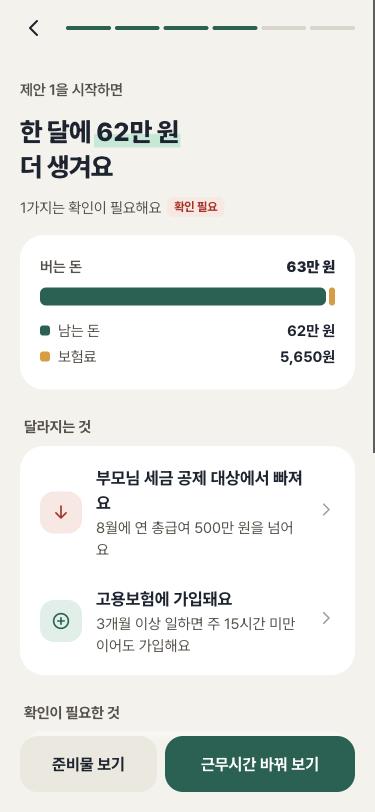 제안 1을 시작하면
한 달에 62만 원
더 생겨요
1가지는 확인이 필요해요 확인 필요
버는 돈 63만 원
남는 돈 62만 원
보험료 5,650원
달라지는 것
부모님 세금 공제 대상에서 빠져
요
8월에 연 총급여 500만 원을 넘어
요
고용보험에 가입돼요
3개월 이상 일하면 주 15시간 미만
이어도 가입해요
확인이 필요한 것
준비물 보기 근무시간 바꿔 보기